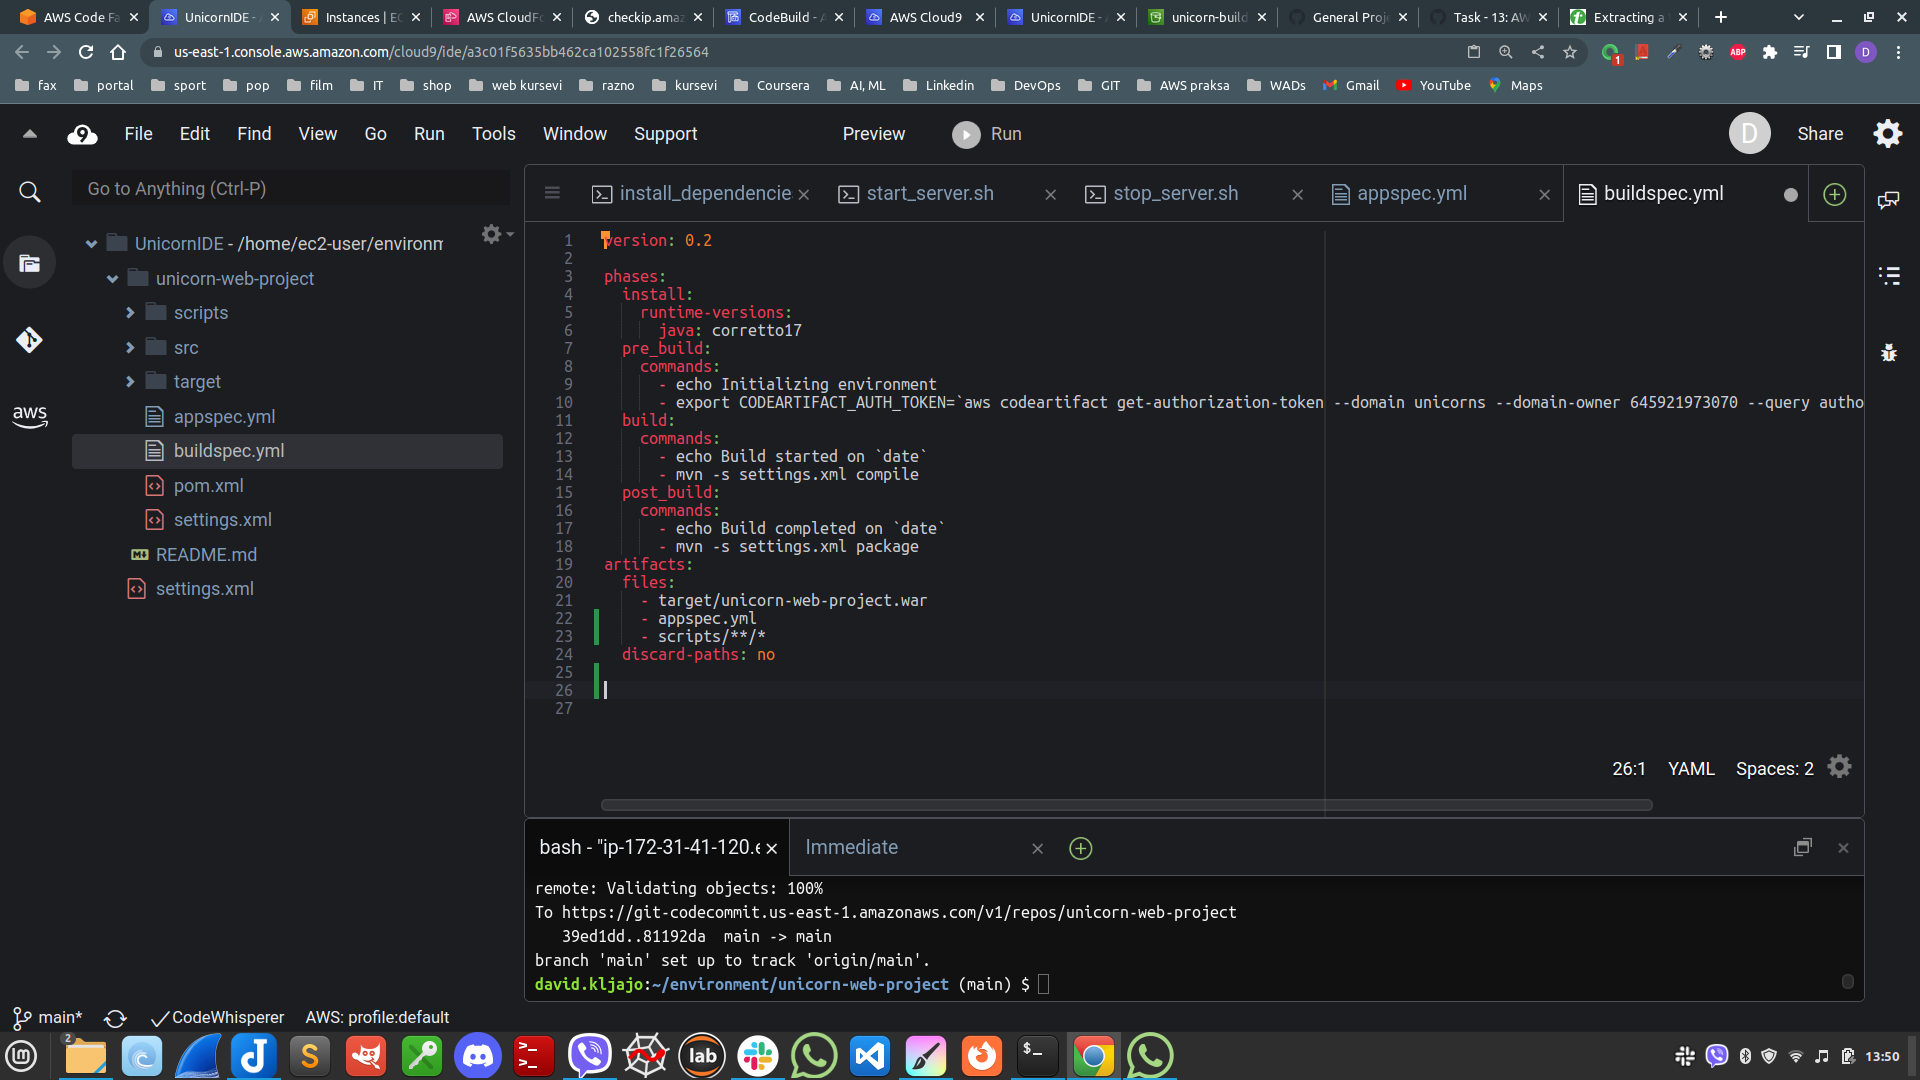 AWS Code Fa
UnicornIDE - A
Instances | EC
AWS CloudFo
checkip.amaz
CodeBuild - A
AWS Cloud9
UnicornIDE - A
unicorn-build
General Proje
Task - 13: AW
Extracting a
us-east-1.console.aws.amazon.com/cloud9/ide/a3c01f5635bb462ca102558fc1f26564
1
ABP
D
fax
portal
sport
pop
film
IT
shop
web kursevi
razno
kursevi
Coursera
AI, ML
Linkedin
DevOps
GIT
AWS praksa
WADs
Gmail
YouTube
Maps
9
File Edit Find View Go Run Tools Window Support Preview Run D Share
Go to Anything (Ctrl-P)
aws
UnicornIDE - /home/ec2-user/environm
unicorn-web-project
scripts
src
target
appspec.yml
buildspec.yml
pom.xml
settings.xml
README.md
settings.xml
install_dependencie
start_server.sh
stop_server.sh
appspec.yml
buildspec.yml
1 version: 0.2
2
3 phases:
4 install:
5 runtime-versions:
6 java: corretto17
7 pre_build:
8 commands:
9 - echo Initializing environment
10 - export CODEARTIFACT_AUTH_TOKEN=`aws codeartifact get-authorization-token --domain unicorns --domain-owner 645921973070 --query autho
11 build:
12 commands:
13 - echo Build started on `date`
14 - mvn -s settings.xml compile
15 post_build:
16 commands:
17 - echo Build completed on `date`
18 - mvn -s settings.xml package
19 artifacts:
20 files:
21 - target/unicorn-web-project.war
22 - appspec.yml
23 - scripts/**/*
24 discard-paths: no
25
26
27
26:1 YAML Spaces: 2
bash - "ip-172-31-41-120.e
Immediate
remote: Validating objects: 100%
To https://git-codecommit.us-east-1.amazonaws.com/v1/repos/unicorn-web-project
39ed1dd..81192da main -> main
branch 'main' set up to track 'origin/main'.
david.kljajo:~/environment/unicorn-web-project (main) $
main* CodeWhisperer AWS: profile:default
2
lab
13:50